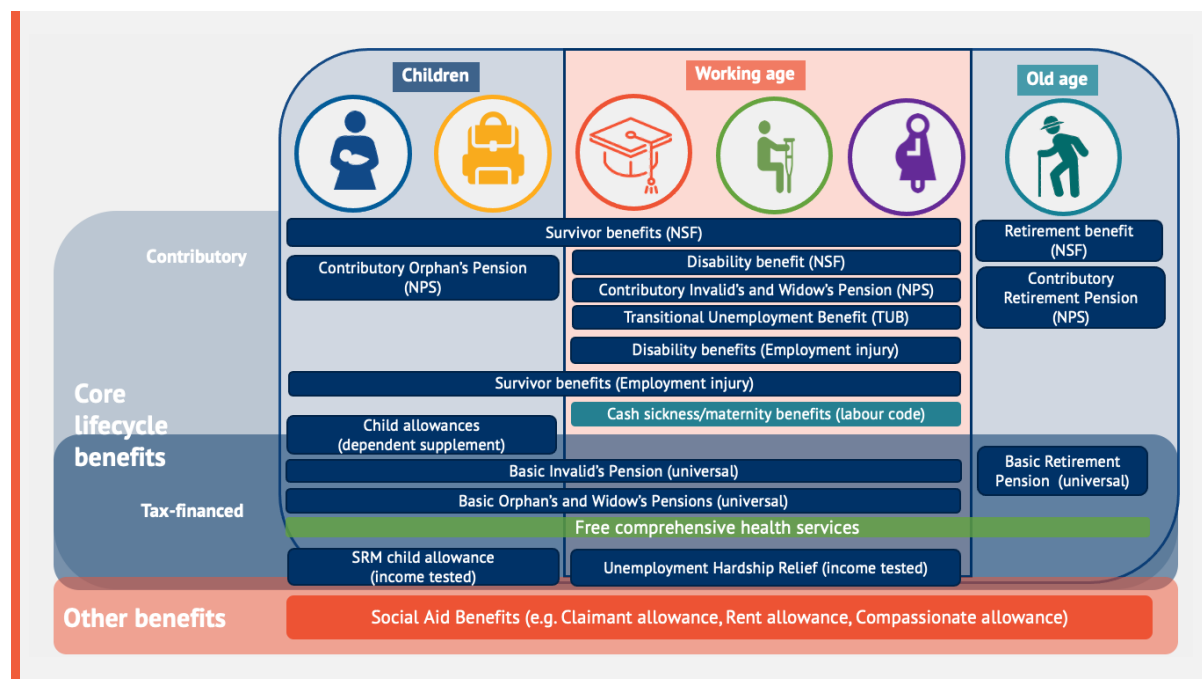 Children
Working age
Old age
Contributory
Survivor benefits (NSF)
Retirement benefit
(NSF)
Contributory Orphan's Pension
(NPS)
Disability benefit (NSF)
Contributory Invalid's and Widow's Pension (NPS)
Contributory
Retirement Pension
(NPS)
Transitional Unemployment Benefit (TUB)
Disability benefits (Employment injury)
Survivor benefits (Employment injury)
Core
lifecycle
benefits
Cash sickness/maternity benefits (labour code)
Child allowances
(dependent supplement)
Tax-financed
Basic Invalid's Pension (universal)
Basic Retirement
Pension (universal)
Basic Orphan's and Widow's Pensions (universal)
Free comprehensive health services
SRM child allowance
(income tested)
Unemployment Hardship Relief (income tested)
Other benefits
Social Aid Benefits (e.g. Claimant allowance, Rent allowance, Compassionate allowance)